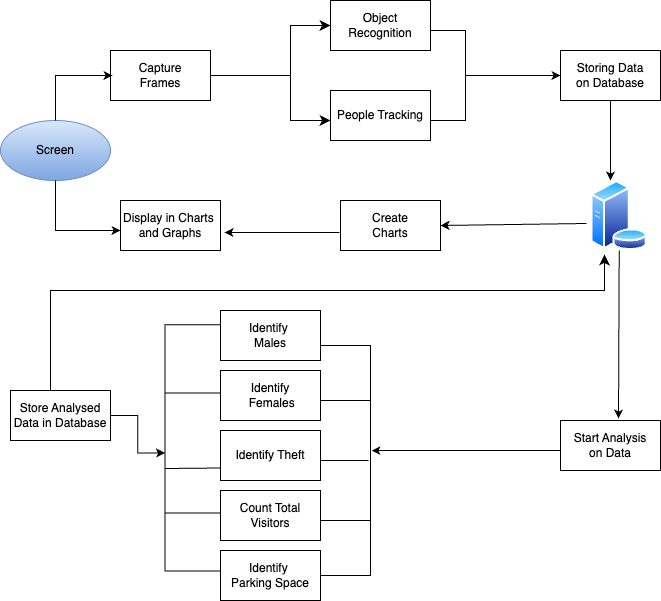 Object
Recognition
Capture
Frames
Storing Data
on Database
People Tracking
Screen
Display in Charts
and Graphs
Create
Charts
Identify
Males
Identify
Females
Store Analysed
Data in Database
Identify Theft
Start Analysis
on Data
Count Total
Visitors
Identify
Parking Space